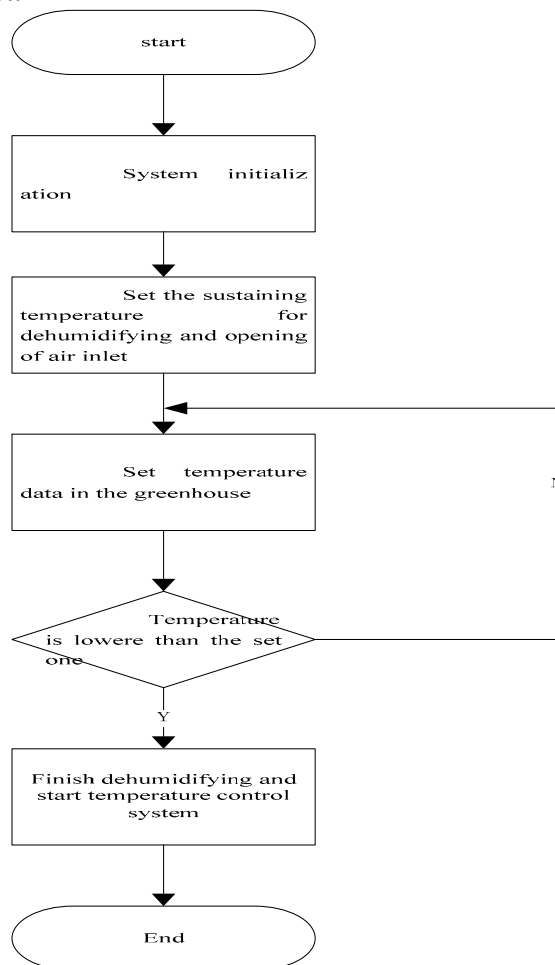 start
System initializ
ation
Set the sustaining
temperature for
dehumidifying and opening
of air inlet
Set temperature
data in the greenhouse
Temperature
is lowere than the set
one
Y
Finish dehumidifying and
start temperature control
system
End